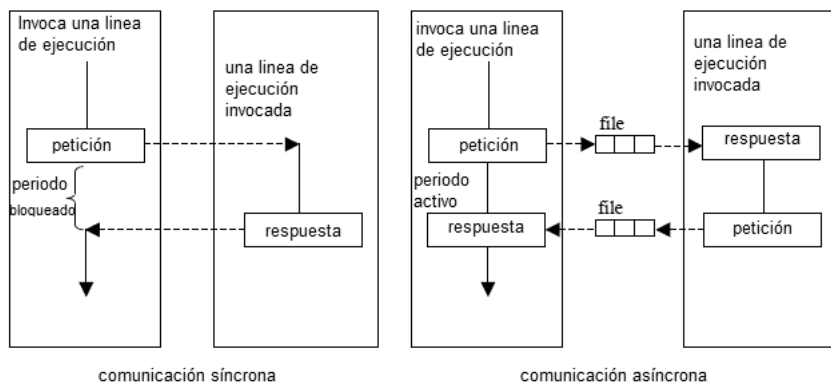 Invoca una linea
de ejecución
una linea de
ejecución
invocada
petición
periodo
bloqueado
respuesta
comunicación síncrona
invoca una linea
de ejecución
una linea de
ejecución
invocada
file
petición
respuesta
periodo
activo
file
respuesta
petición
comunicación asíncrona